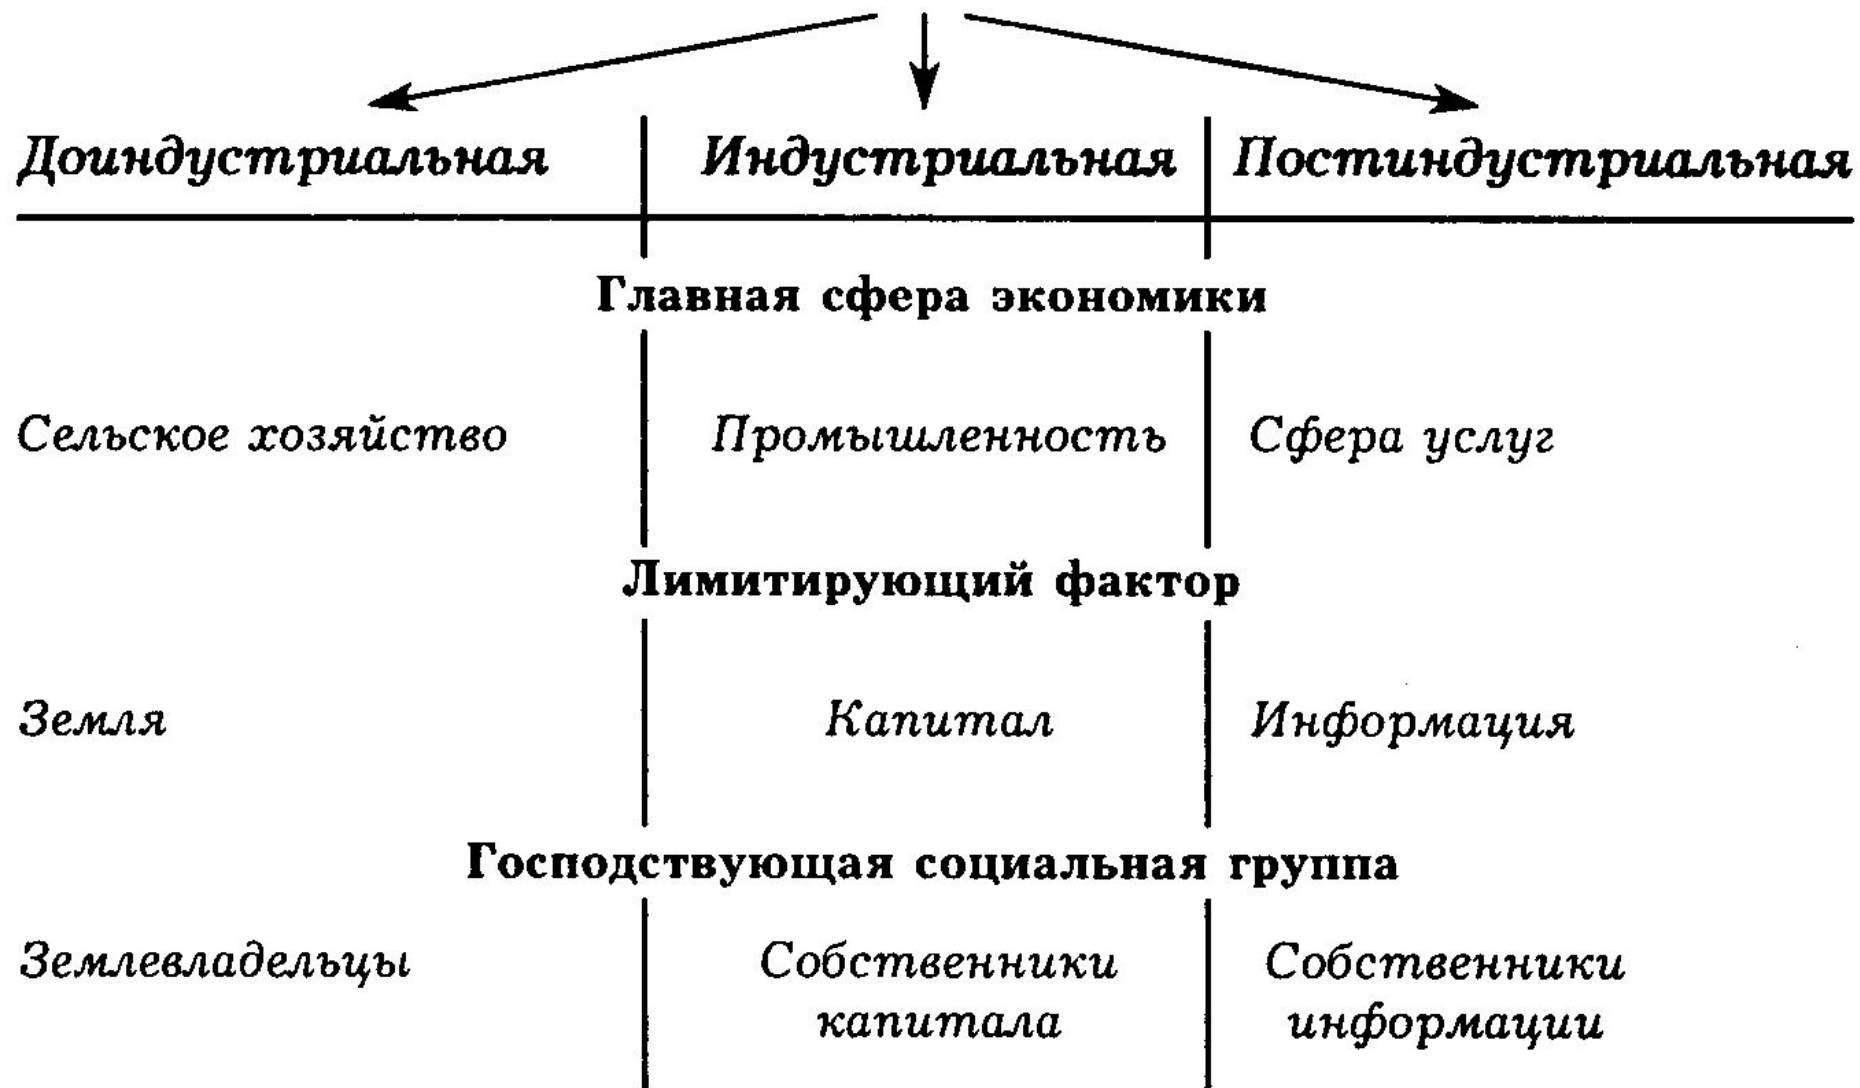 Доиндустриальная Индустриальная Постиндустриальная
Главная сфера экономики
Сельское хозяйство Промышленность Сфера услуг
Лимитирующий фактор
Земля Капитал Информация
Господствующая социальная группа
Землевладельцы Собственники Собственники
капитала информации